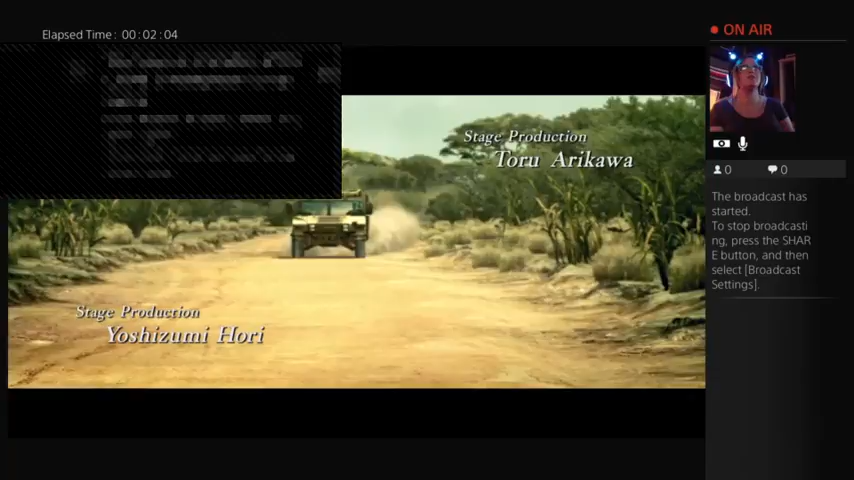 Elapsed Time: 00:02:04
ON AIR
Stage Production
Toru Arikawa
Stage Production
Yoshizumi Hori
0
0
The broadcast has
started.
To stop broadcasti
ng, press the SHAR
E button, and then
select [Broadcast
Settings].